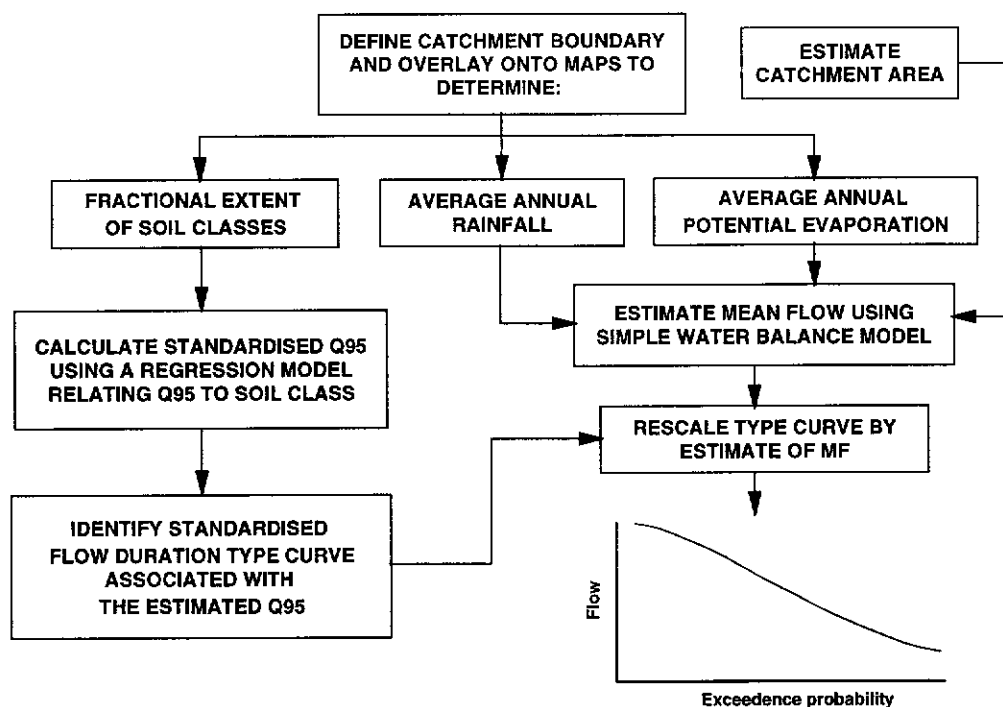 DEFINE CATCHMENT BOUNDARY
AND OVERLAY ONTO MAPS TO
DETERMINE:
ESTIMATE
CATCHMENT AREA
FRACTIONAL EXTENT
OF SOIL CLASSES
AVERAGE ANNUAL
RAINFALL
AVERAGE ANNUAL
POTENTIAL EVAPORATION
ESTIMATE MEAN FLOW USING
SIMPLE WATER BALANCE MODEL
CALCULATE STANDARDISED Q95
USING A REGRESSION MODEL
RELATING Q95 TO SOIL CLASS
RESCALE TYPE CURVE BY
ESTIMATE OF MF
IDENTIFY STANDARDISED
FLOW DURATION TYPE CURVE
ASSOCIATED WITH
THE ESTIMATED Q95
Flow
Exceedence probability